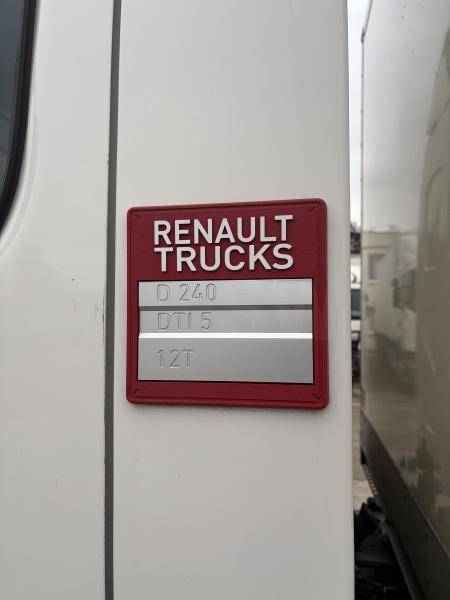 RENAULT
TRUCKS
D 240
DTI 5
12T